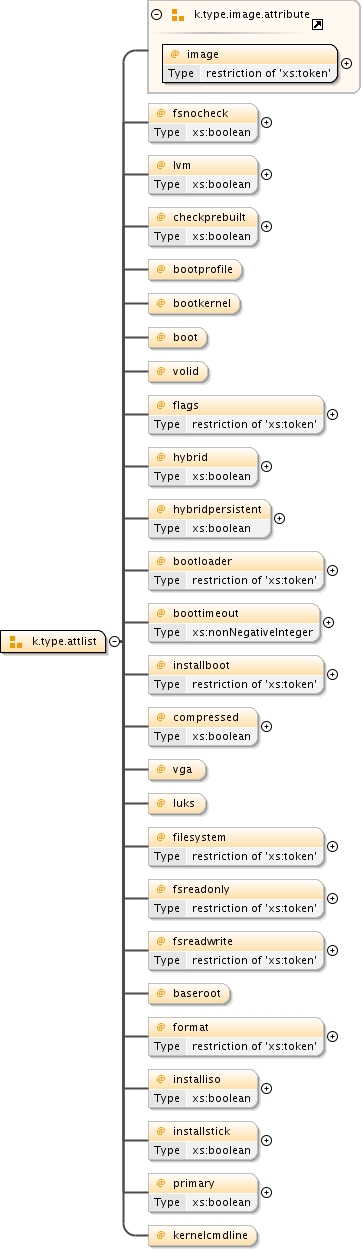 k.type.image.attribute
@ image
Type restriction of 'xs:token'
@ fsnocheck
Type xs:boolean
@ lvm
Type xs:boolean
@ checkprebuilt
Type xs:boolean
@ bootprofile
@ bootkernel
@ boot
@ volid
@ flags
Type restriction of 'xs:token'
@ hybrid
Type xs:boolean
@ hybridpersistent
Type xs:boolean
@ bootloader
Type restriction of 'xs:token'
@ boottimeout
Type xs:nonNegativeInteger
k.type.attlist
@ installboot
Type restriction of 'xs:token'
@ compressed
Type xs:boolean
@ vga
@ luks
@ filesystem
Type restriction of 'xs:token'
@ fsreadonly
Type restriction of 'xs:token'
@ fsreadwrite
Type restriction of 'xs:token'
@ baseroot
@ format
Type restriction of 'xs:token'
@ installiso
Type xs:boolean
@ installstick
Type xs:boolean
@ primary
Type xs:boolean
@ kernelcmdline